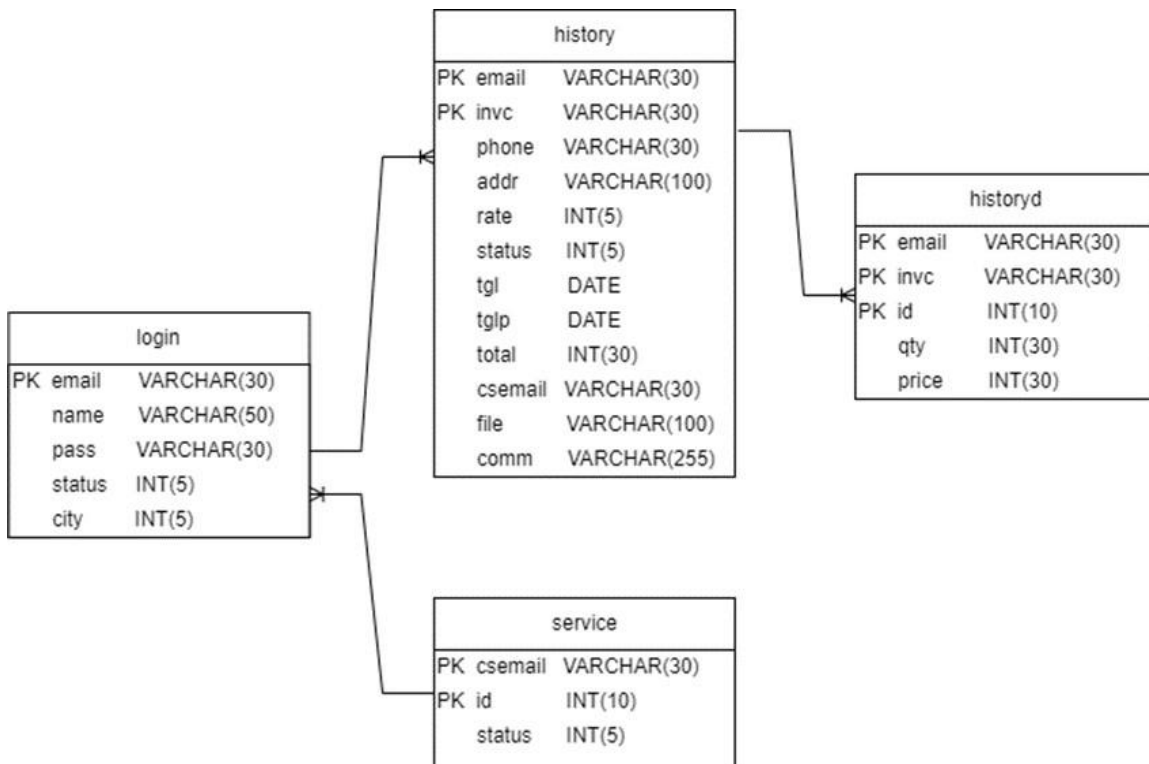 history
PK email VARCHAR(30)
PK invc VARCHAR(30)
phone VARCHAR(30)
addr VARCHAR(100)
rate INT(5)
status INT(5)
tgl DATE
tglp DATE
total INT(30)
csemail VARCHAR(30)
file VARCHAR(100)
comm VARCHAR(255)
historyd
PK email VARCHAR(30)
PK invc VARCHAR(30)
PK id INT(10)
qty INT(30)
price INT(30)
login
PK email VARCHAR(30)
name VARCHAR(50)
pass VARCHAR(30)
status INT(5)
city INT(5)
service
PK csemail VARCHAR(30)
PK id INT(10)
status INT(5)